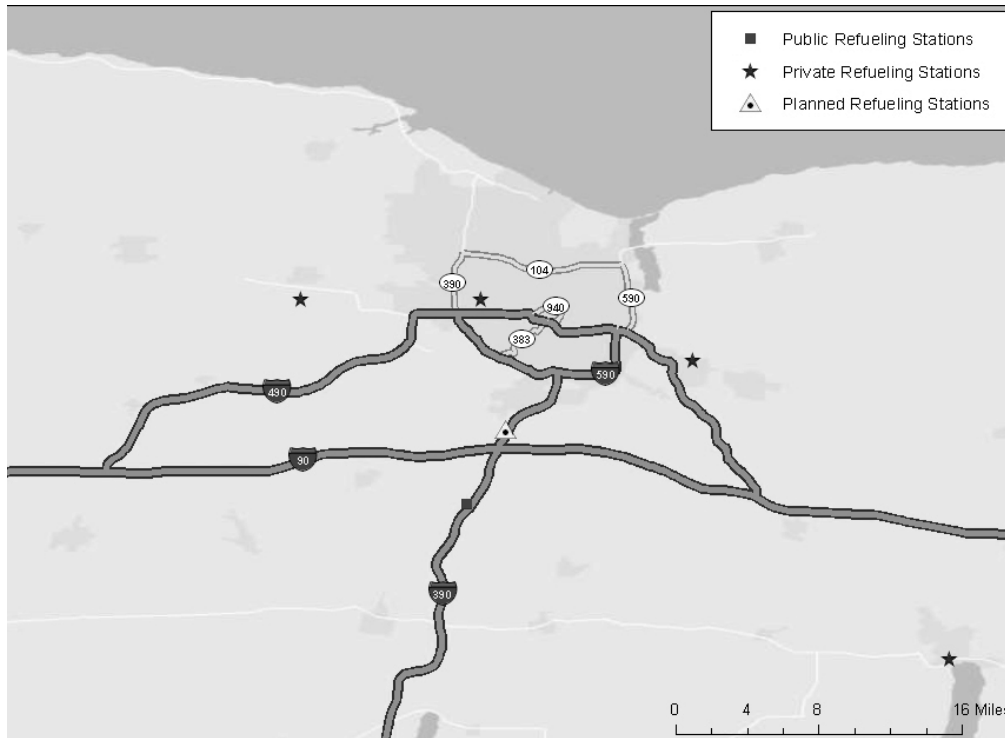 Public Refueling Stations
Private Refueling Stations
Planned Refueling Stations
104
390
590
940
383
590
490
90
390
0 4 8 16 Miles